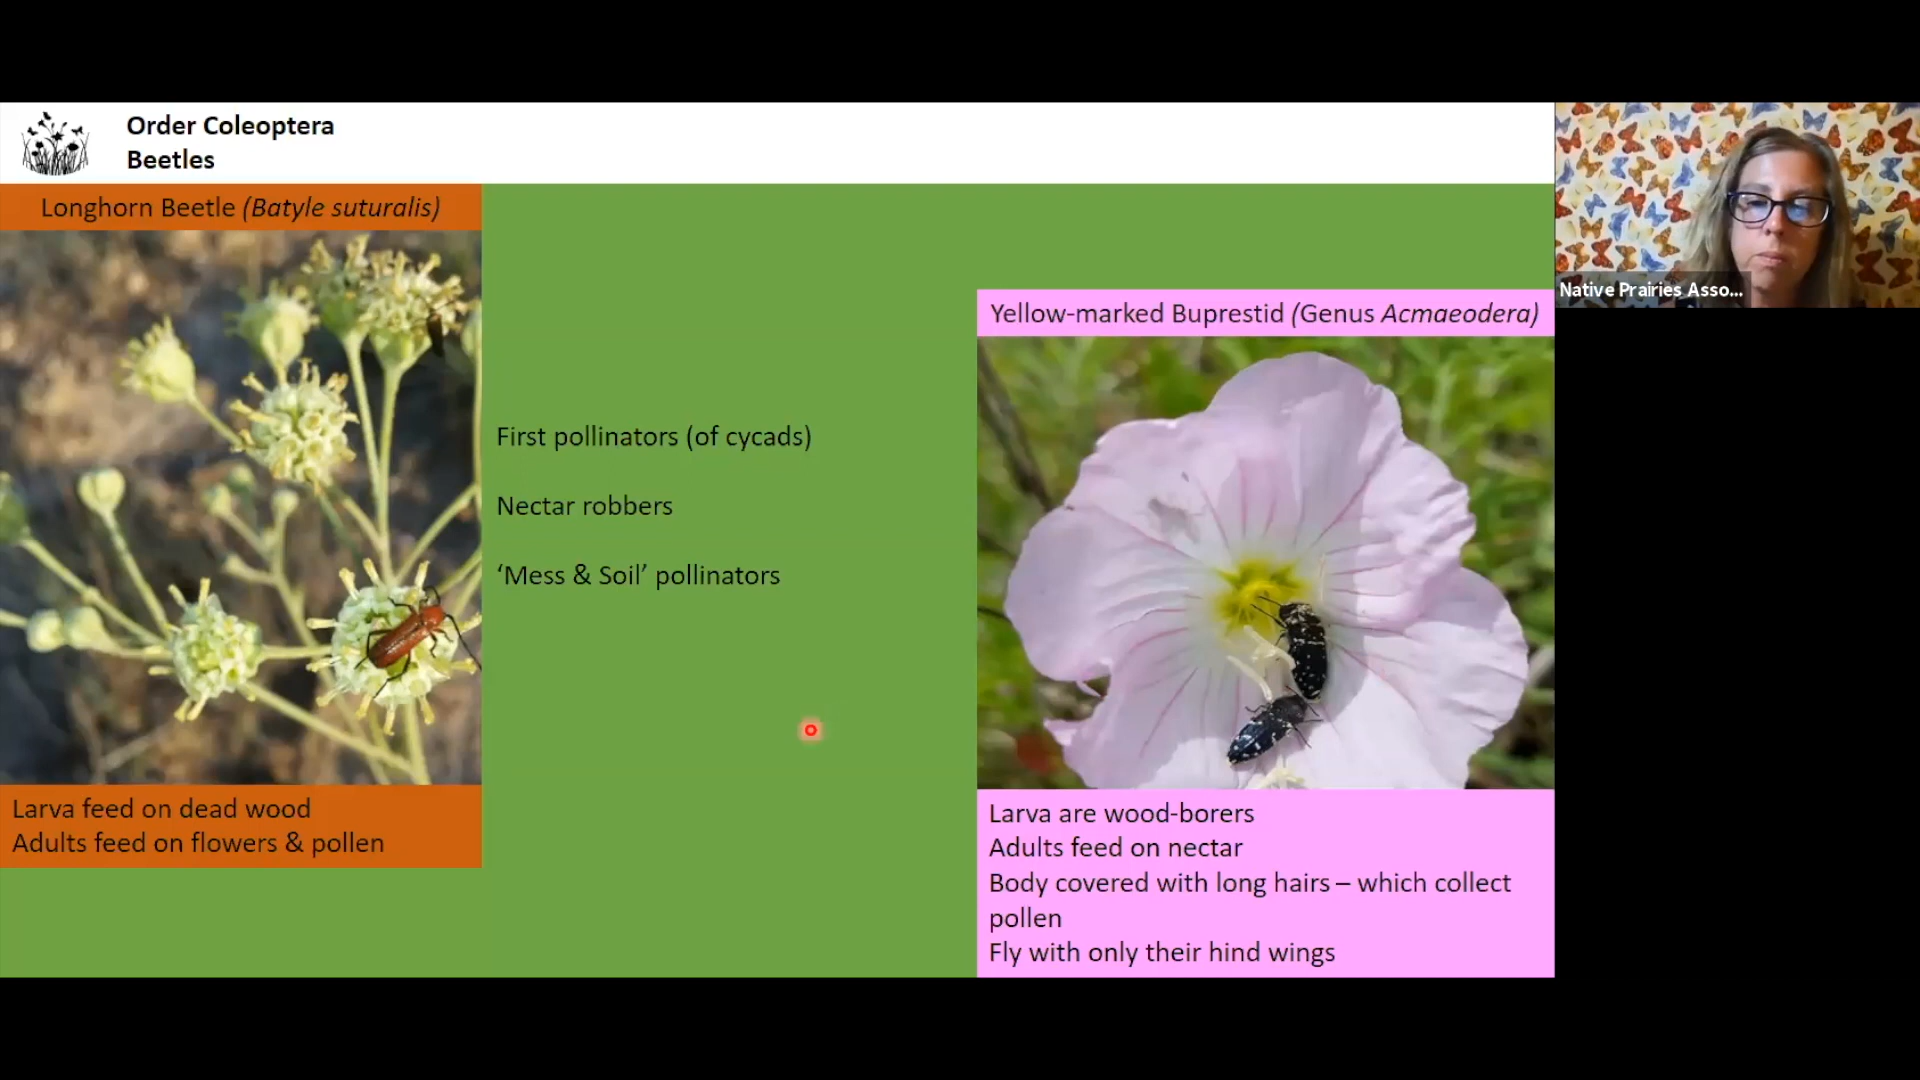 Order Coleoptera
Beetles
Longhorn Beetle (Batyle suturalis)
Larva feed on dead wood
Adults feed on flowers & pollen
First pollinators (of cycads)
Nectar robbers
‘Mess & Soil’ pollinators
Yellow-marked Buprestid (Genus Acmaeodera)
Larva are wood-borers
Adults feed on nectar
Body covered with long hairs – which collect
pollen
Fly with only their hind wings
Native Prairies Asso...